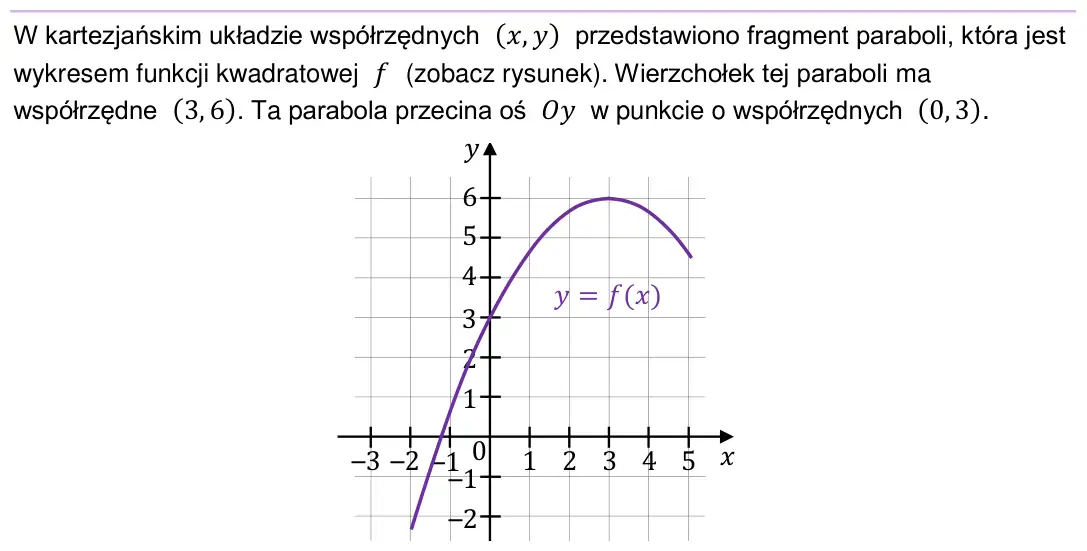 W kartezjańskim układzie współrzędnych (x, y) przedstawiono fragment paraboli, która jest
wykresem funkcji kwadratowej f (zobacz rysunek). Wierzchołek tej paraboli ma
współrzędne (3, 6). Ta parabola przecina oś Oy w punkcie o współrzędnych (0, 3).
y
6
5
4
y = f(x)
3
2
1
–3 –2 –1 0 1 2 3 4 5 x
–1
–2